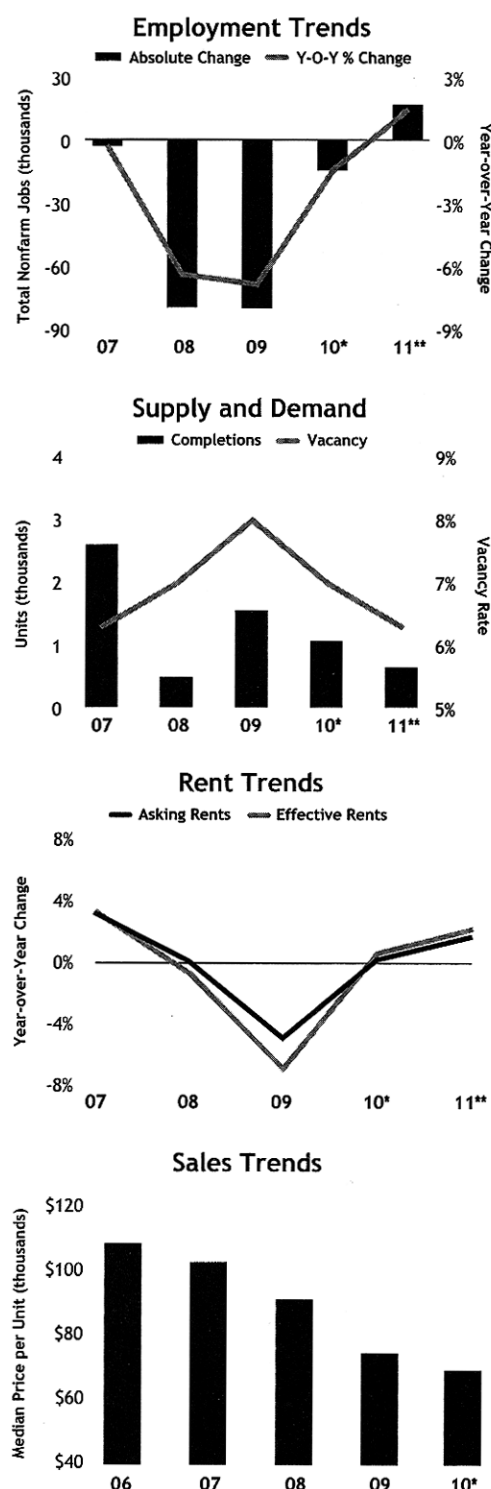 Employment Trends
Absolute Change Y-O-Y % Change
Total Nonfarm Jobs (thousands)
30
0
-30
-60
-90
3%
0%
-3%
-6%
-9%
Year-over-Year Change
07 08 09 10* 11**
Supply and Demand
Completions Vacancy
Units (thousands)
4
3
2
1
0
9%
8%
7%
6%
5%
Vacancy Rate
07 08 09 10* 11**
Rent Trends
Asking Rents Effective Rents
Year-over-Year Change
8%
4%
0%
-4%
-8%
07 08 09 10* 11**
Sales Trends
Median Price per Unit (thousands)
$120
$100
$80
$60
$40
06 07 08 09 10*